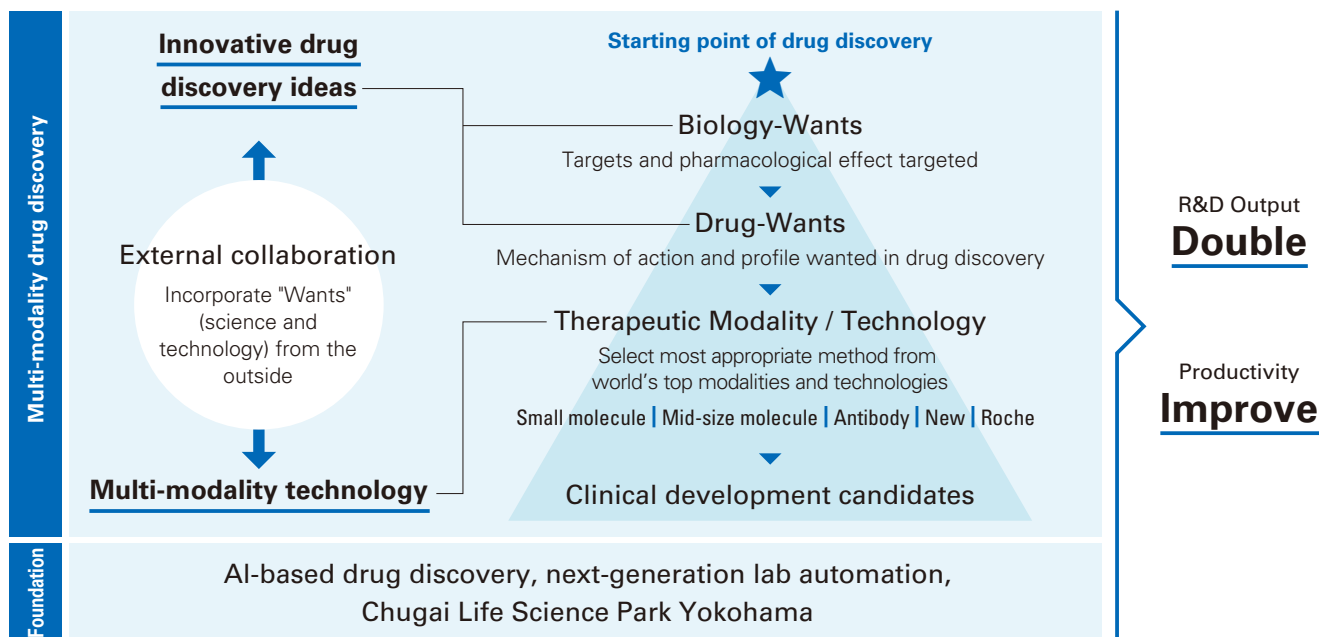 Multi-modality drug discovery
Innovative drug
discovery ideas
External collaboration
Incorporate "Wants"
(science and
technology) from the
outside
Multi-modality technology
Starting point of drug discovery
Biology-Wants
Targets and pharmacological effect targeted
Drug-Wants
Mechanism of action and profile wanted in drug discovery
Therapeutic Modality / Technology
Select most appropriate method from
world's top modalities and technologies
Small molecule | Mid-size molecule | Antibody | New | Roche
Clinical development candidates
Foundation
AI-based drug discovery, next-generation lab automation,
Chugai Life Science Park Yokohama
R&D Output
Double
Productivity
Improve